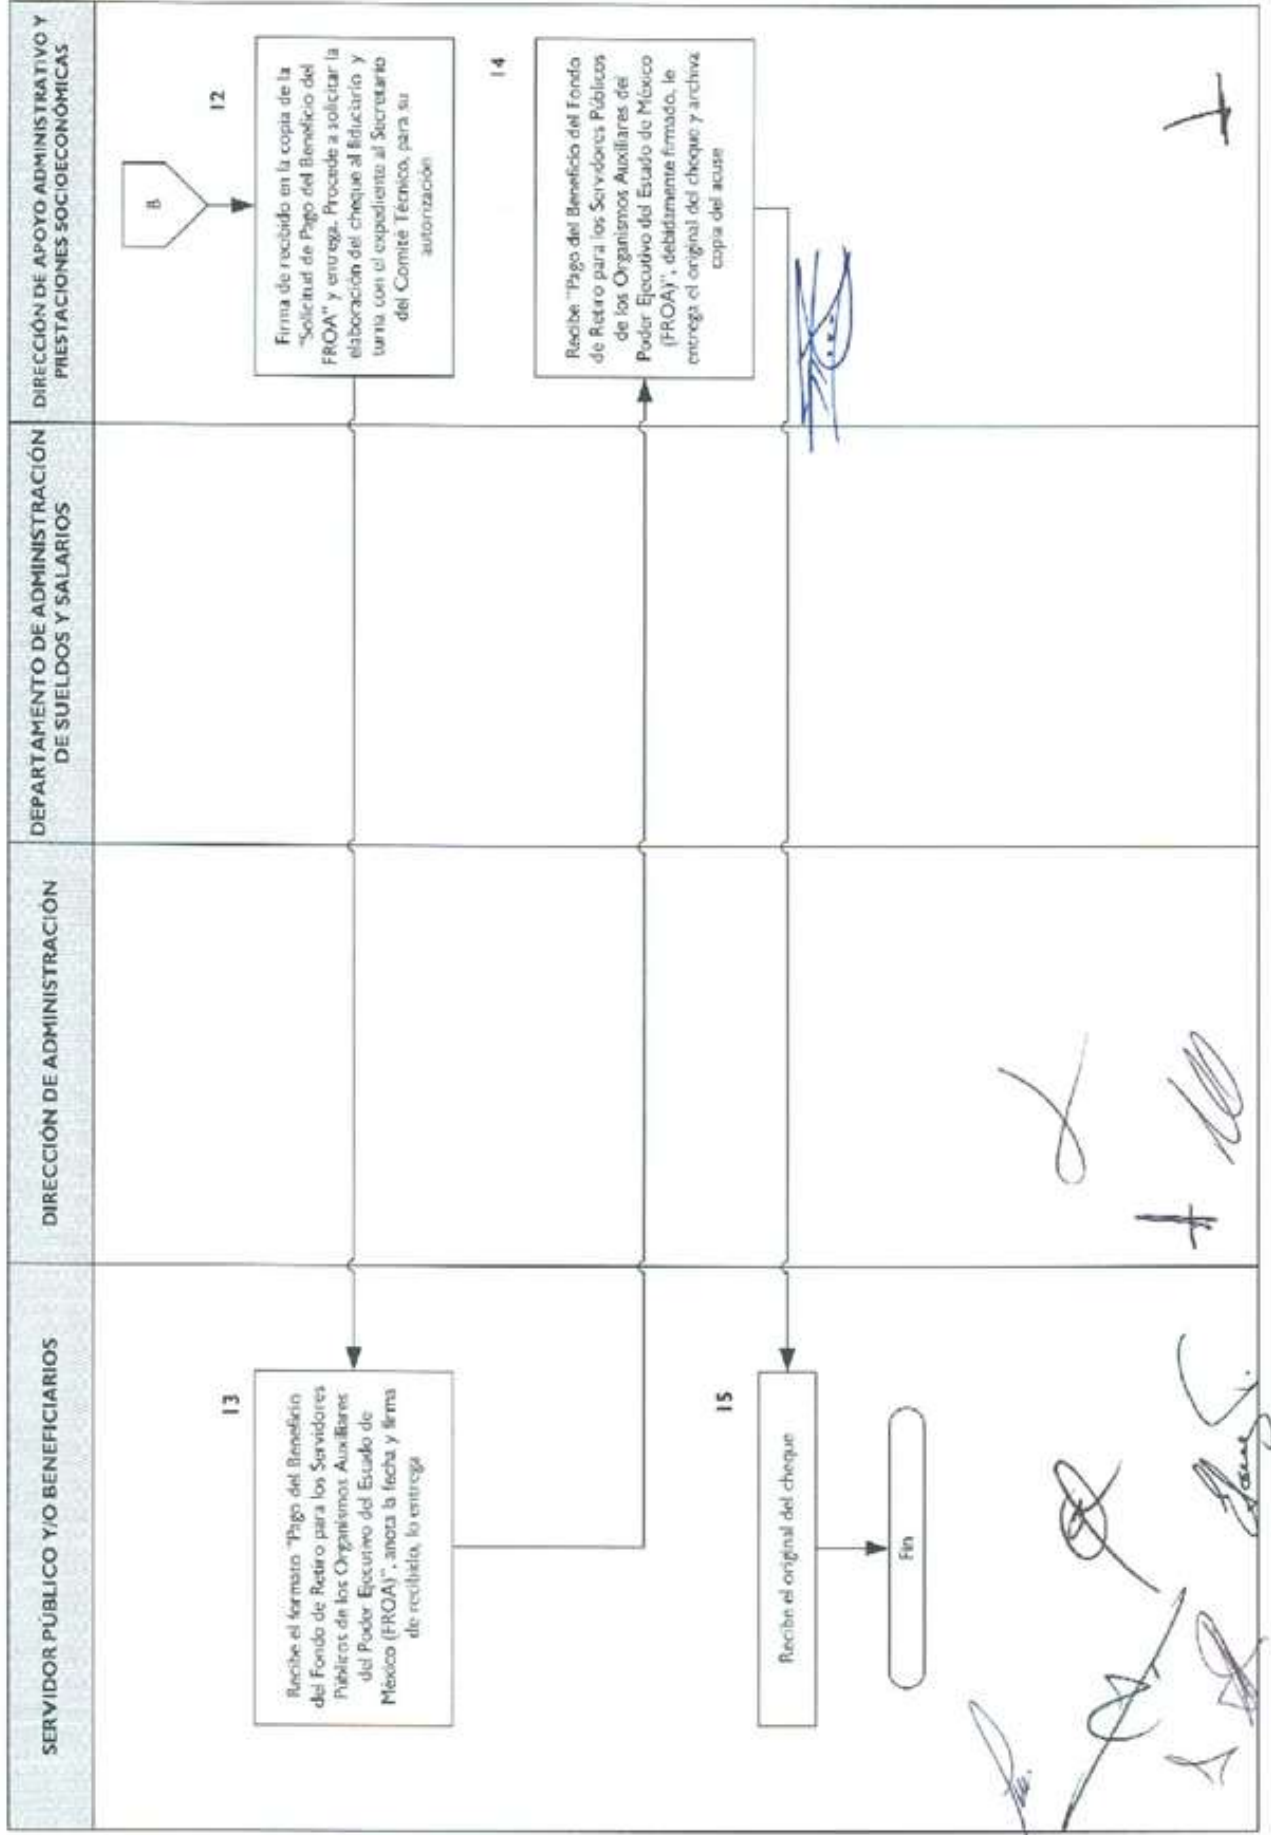 SERVIDOR PÚBLICO Y/O BENEFICIARIOS
DIRECCIÓN DE ADMINISTRACIÓN
DEPARTAMENTO DE ADMINISTRACIÓN
DE SUELDOS Y SALARIOS
DIRECCIÓN DE APOYO ADMINISTRATIVO Y
PRESTACIONES SOCIOECONÓMICAS
B
12
Firma de recibido en la copia de la
"Solicitud de Pago del Beneficio del
FROA" y entrega. Procede a solicitar la
elaboración del cheque al fiduciario y
turna con el expediente al Secretario
del Comité Técnico, para su
autorización
13
Recibe el formato "Pago del Beneficio
del Fondo de Retiro para los Servidores
Públicos de los Organismos Auxiliares
del Poder Ejecutivo del Estado de
México (FROA)", anota la fecha y firma
de recibido, lo entrega
14
Recibe "Pago del Beneficio del Fondo
de Retiro para los Servidores Públicos
de los Organismos Auxiliares del
Poder Ejecutivo del Estado de México
(FROA)", debidamente firmado, le
entrega el original del cheque y archiva
copia del acuse
15
Recibe el original del cheque
Fin